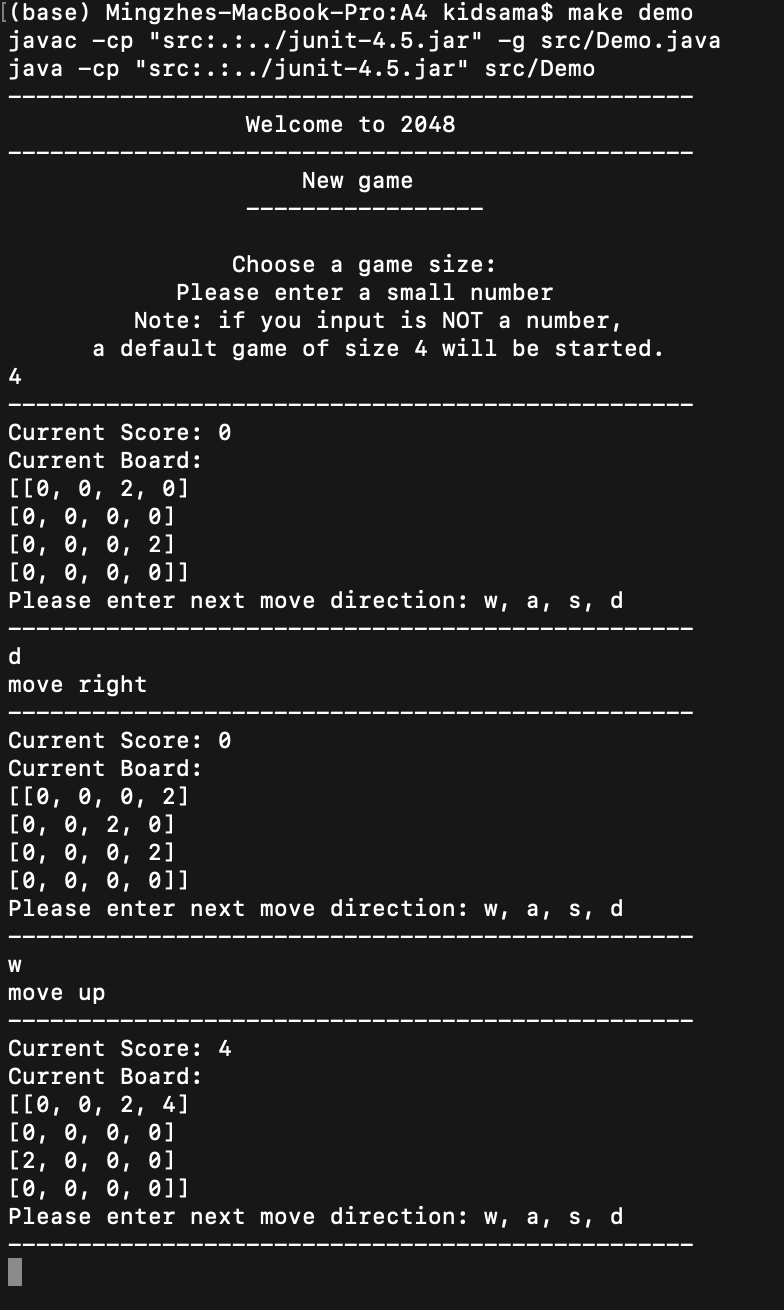 [(base) Mingzhes-MacBook-Pro:A4 kidsama$ make demo
javac -cp "src:.:../junit-4.5.jar" -g src/Demo.java
java -cp "src:.:../junit-4.5.jar" src/Demo
-------------------------------------------------
                 Welcome to 2048
-------------------------------------------------
                     New game
                 -----------------

                Choose a game size:
            Please enter a small number
         Note: if you input is NOT a number,
      a default game of size 4 will be started.
4
-------------------------------------------------
Current Score: 0
Current Board:
[[0, 0, 2, 0]
[0, 0, 0, 0]
[0, 0, 0, 2]
[0, 0, 0, 0]]
Please enter next move direction: w, a, s, d
-------------------------------------------------
d
move right
-------------------------------------------------
Current Score: 0
Current Board:
[[0, 0, 0, 2]
[0, 0, 2, 0]
[0, 0, 0, 2]
[0, 0, 0, 0]]
Please enter next move direction: w, a, s, d
-------------------------------------------------
w
move up
-------------------------------------------------
Current Score: 4
Current Board:
[[0, 0, 2, 4]
[0, 0, 0, 0]
[2, 0, 0, 0]
[0, 0, 0, 0]]
Please enter next move direction: w, a, s, d
-------------------------------------------------